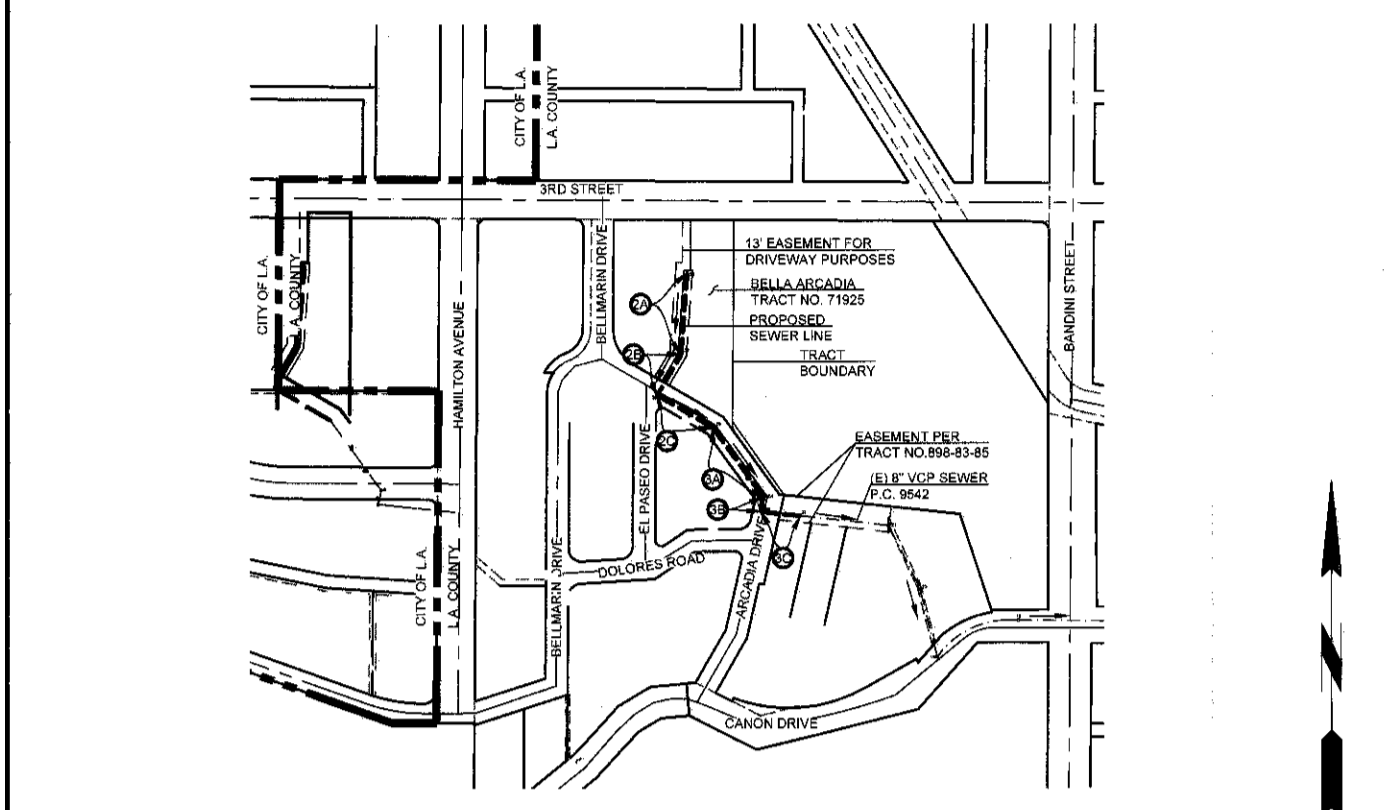 CITY OF L.A.
L.A. COUNTY
3RD STREET
CITY OF L.A.
L.A. COUNTY
HAMILTON AVENUE
BELLMARIN DRIVE
13' EASEMENT FOR
DRIVEWAY PURPOSES
BELLA ARCADIA
TRACT NO. 71925
PROPOSED
SEWER LINE
TRACT
BOUNDARY
BANDINI STREET
2A
2B
2C
3A
3B
3C
EASEMENT PER
TRACT NO.898-83-85
(E) 8" VCP SEWER
P.C. 9542
EL PASEO DRIVE
DOLORES ROAD
ARCADIA DRIVE
BELLMARIN DRIVE
CITY OF L.A.
L.A. COUNTY
CANON DRIVE
N